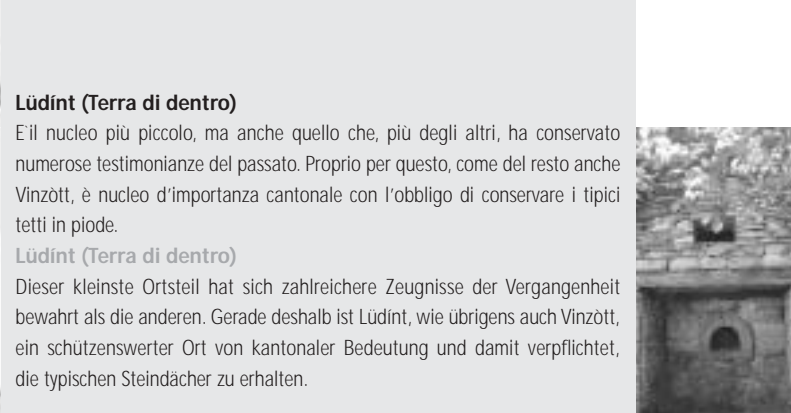 Lüdínt (Terra di dentro)
E`il nucleo più piccolo, ma anche quello che, più degli altri, ha conservato
numerose testimonianze del passato. Proprio per questo, come del resto anche
Vinzòtt, è nucleo d'importanza cantonale con l'obbligo di conservare i tipici
tetti in piode.
Lüdínt (Terra di dentro)
Dieser kleinste Ortsteil hat sich zahlreichere Zeugnisse der Vergangenheit
bewahrt als die anderen. Gerade deshalb ist Lüdínt, wie übrigens auch Vinzòtt,
ein schützenswerter Ort von kantonaler Bedeutung und damit verpflichtet,
die typischen Steindächer zu erhalten.